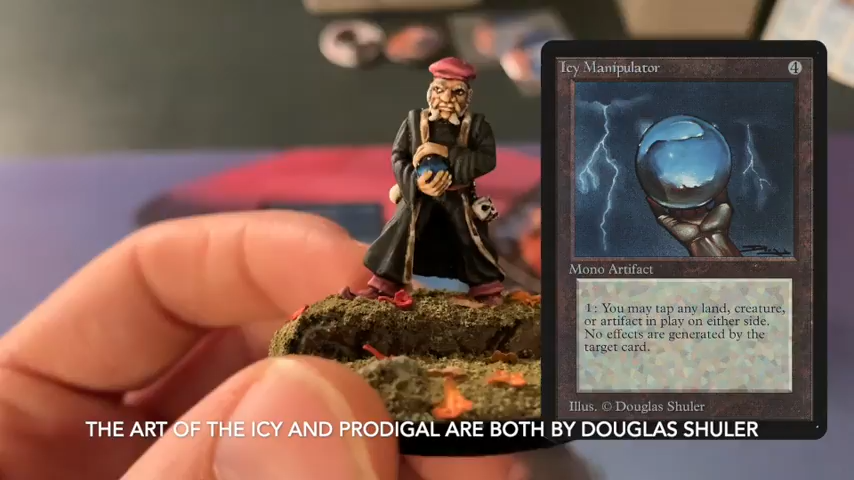 Icy Manipulator 4
Mono Artifact
1: You may tap any land, creature,
or artifact in play on either side.
No effects are generated by the
target card.
Illus. © Douglas Shuler
THE ART OF THE ICY AND PRODIGAL ARE BOTH BY DOUGLAS SHULER